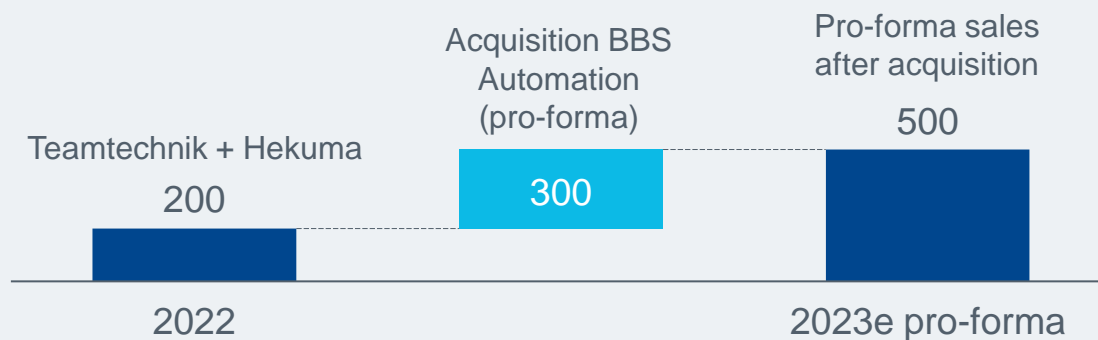 Teamtechnik + Hekuma
200
2022
Acquisition BBS
Automation
(pro-forma)
300
Pro-forma sales
after acquisition
500
2023e pro-forma